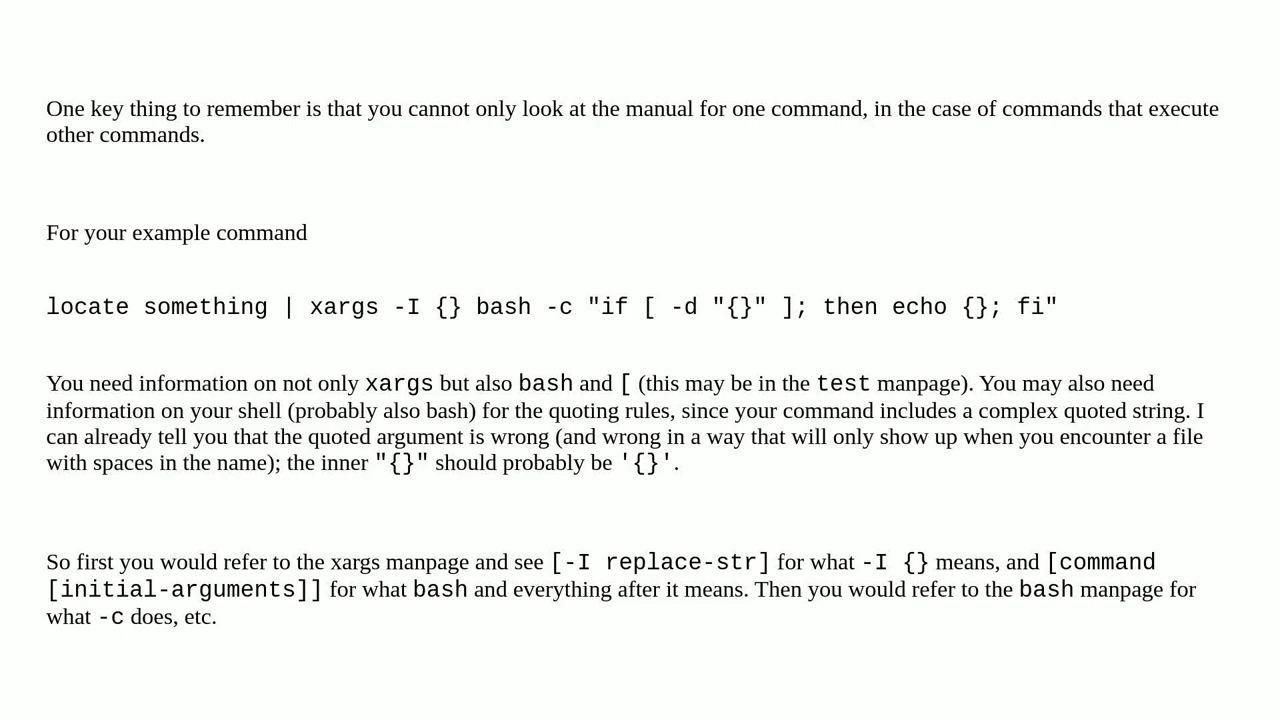 One key thing to remember is that you cannot only look at the manual for one command, in the case of commands that execute
other commands.
For your example command
locate something | xargs -I {} bash -c "if [ -d "{}" ]; then echo {}; fi"
You need information on not only xargs but also bash and [ (this may be in the test manpage). You may also need
information on your shell (probably also bash) for the quoting rules, since your command includes a complex quoted string. I
can already tell you that the quoted argument is wrong (and wrong in a way that will only show up when you encounter a file
with spaces in the name); the inner "{}" should probably be '{}'.
So first you would refer to the xargs manpage and see [-I replace-str] for what -I {} means, and [command
[initial-arguments]] for what bash and everything after it means. Then you would refer to the bash manpage for
what -c does, etc.